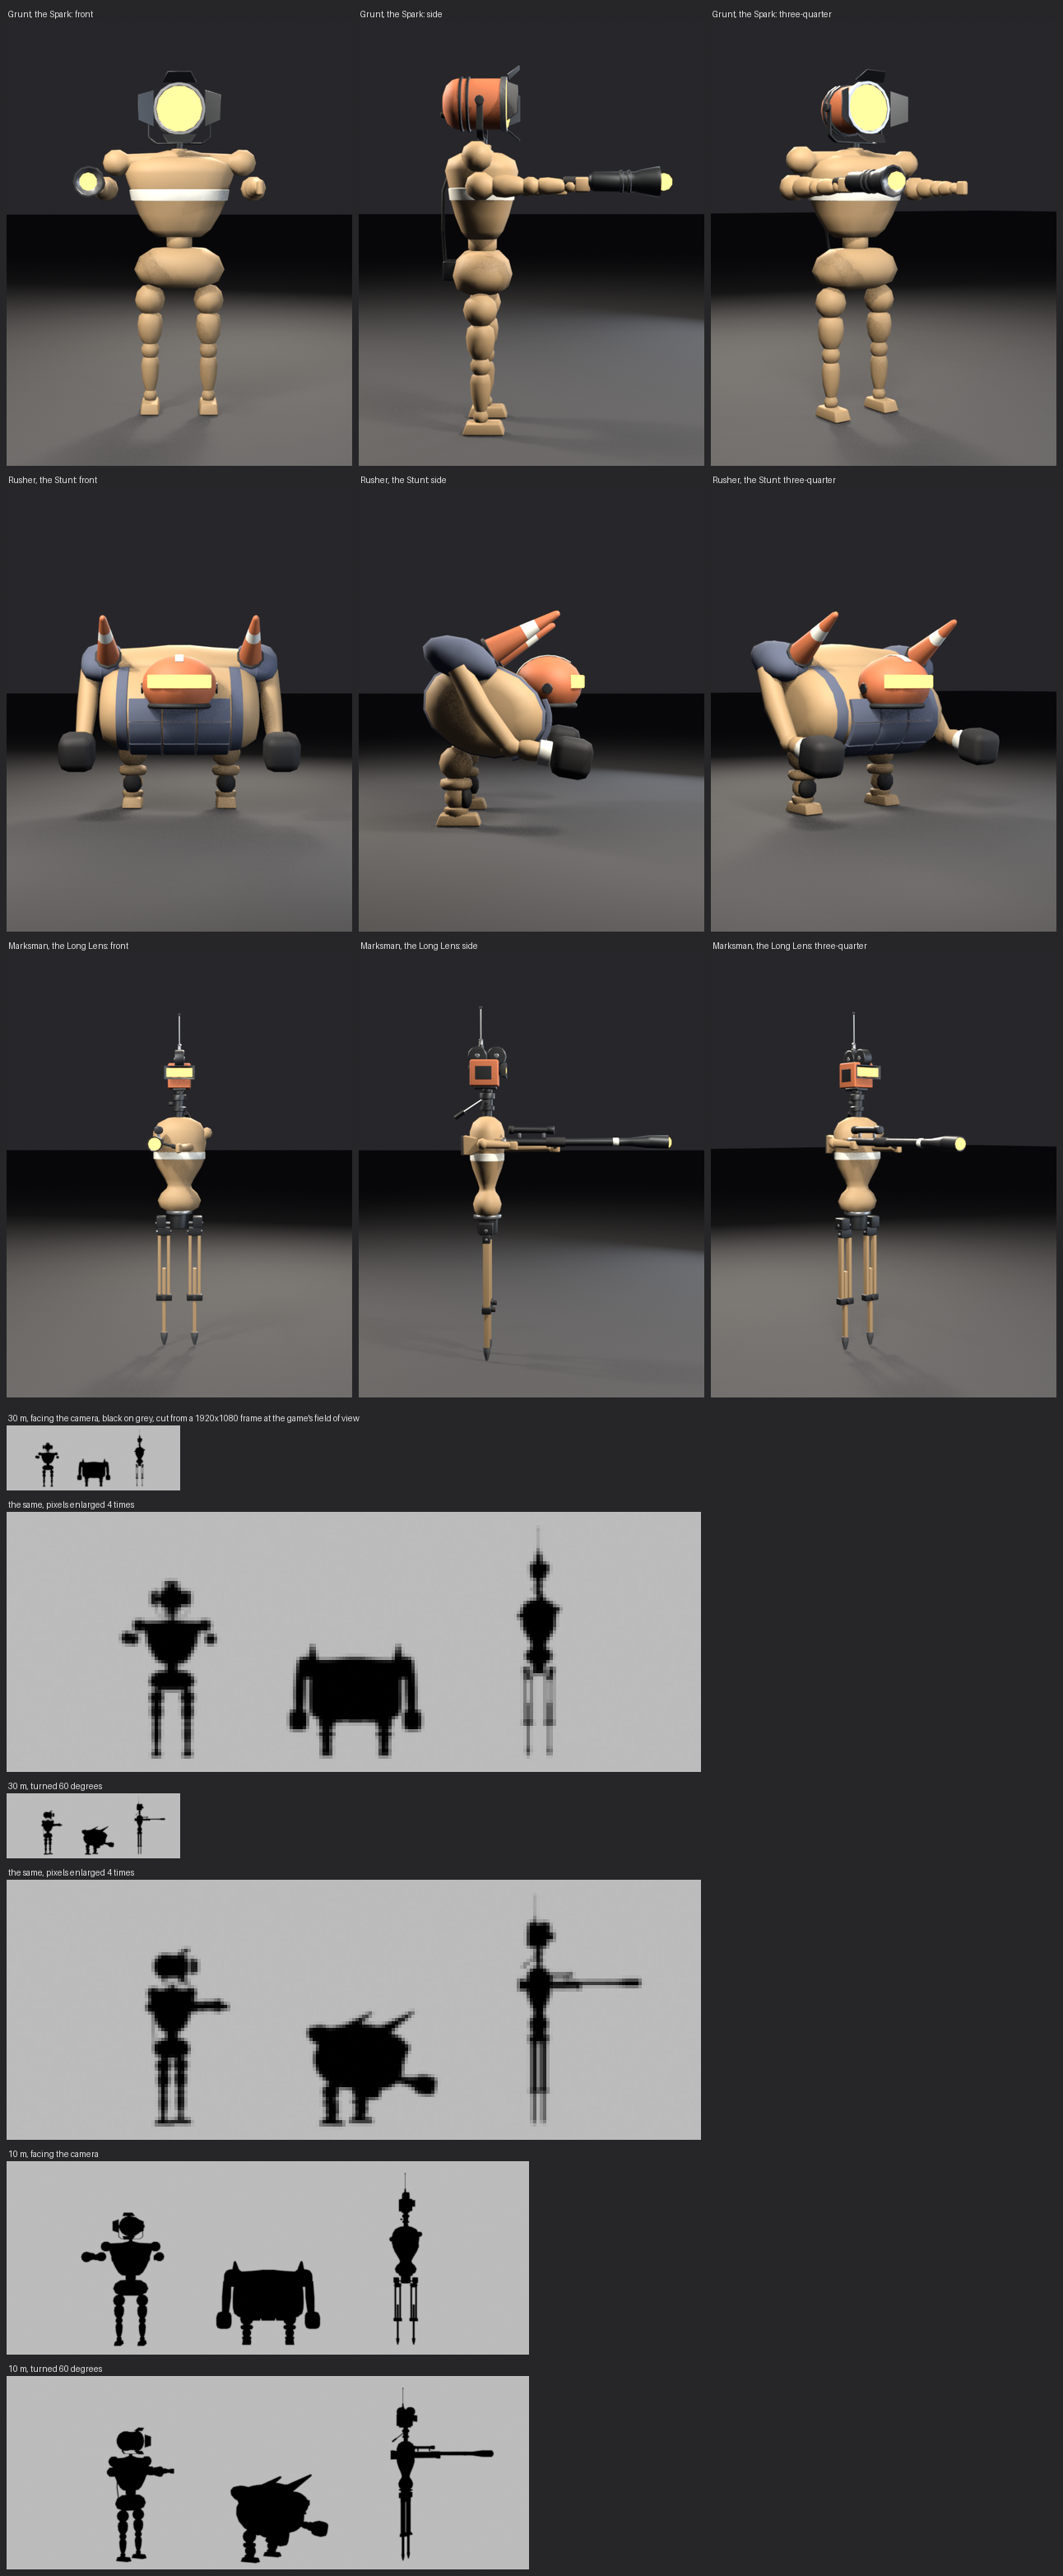 Grunt, the Spark: front
Grunt, the Spark: side
Grunt, the Spark: three-quarter
Rusher, the Stunt: front
Rusher, the Stunt: side
Rusher, the Stunt: three-quarter
Marksman, the Long Lens: front
Marksman, the Long Lens: side
Marksman, the Long Lens: three-quarter
30 m, facing the camera, black on grey, cut from a 1920x1080 frame at the game's field of view
the same, pixels enlarged 4 times
30 m, turned 60 degrees
the same, pixels enlarged 4 times
10 m, facing the camera
10 m, turned 60 degrees